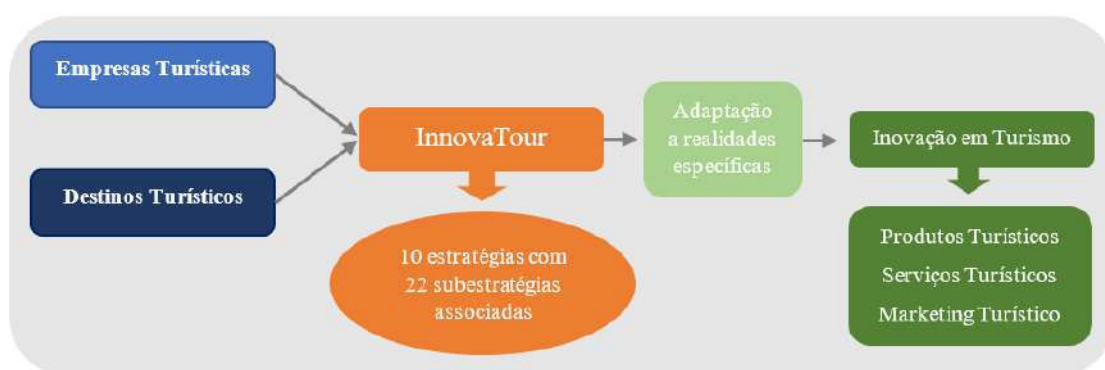 Empresas Turísticas
Destinos Turísticos
InnovaTour
10 estratégias com
22 subestratégias
associadas
Adaptação
a realidades
específicas
Inovação em Turismo
Produtos Turísticos
Serviços Turísticos
Marketing Turístico